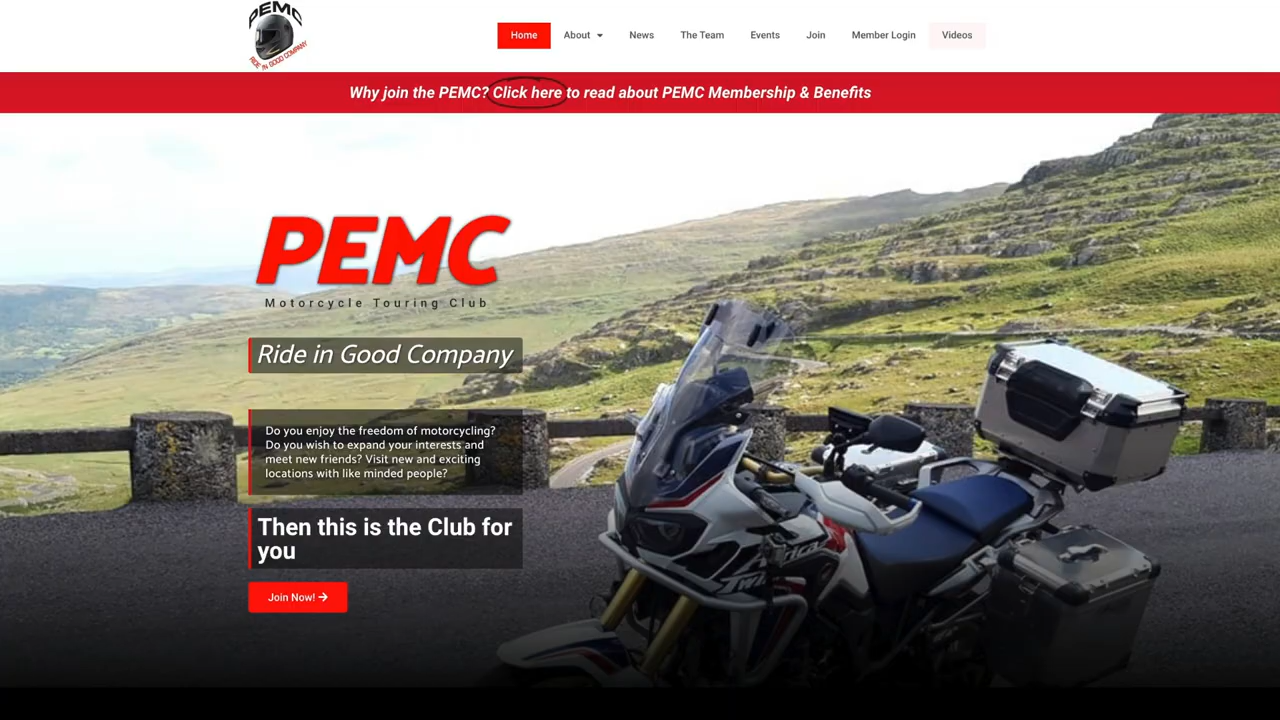 PEMC
RIDE IN GOOD COMPANY
Home
About
News
The Team
Events
Join
Member Login
Videos
Why join the PEMC? Click here to read about PEMC Membership & Benefits
PEMC
Motorcycle Touring Club
Ride in Good Company
Do you enjoy the freedom of motorcycling?
Do you wish to expand your interests and
meet new friends? Visit new and exciting
locations with like minded people?
Then this is the Club for
you
Join Now!
Africa
Twin